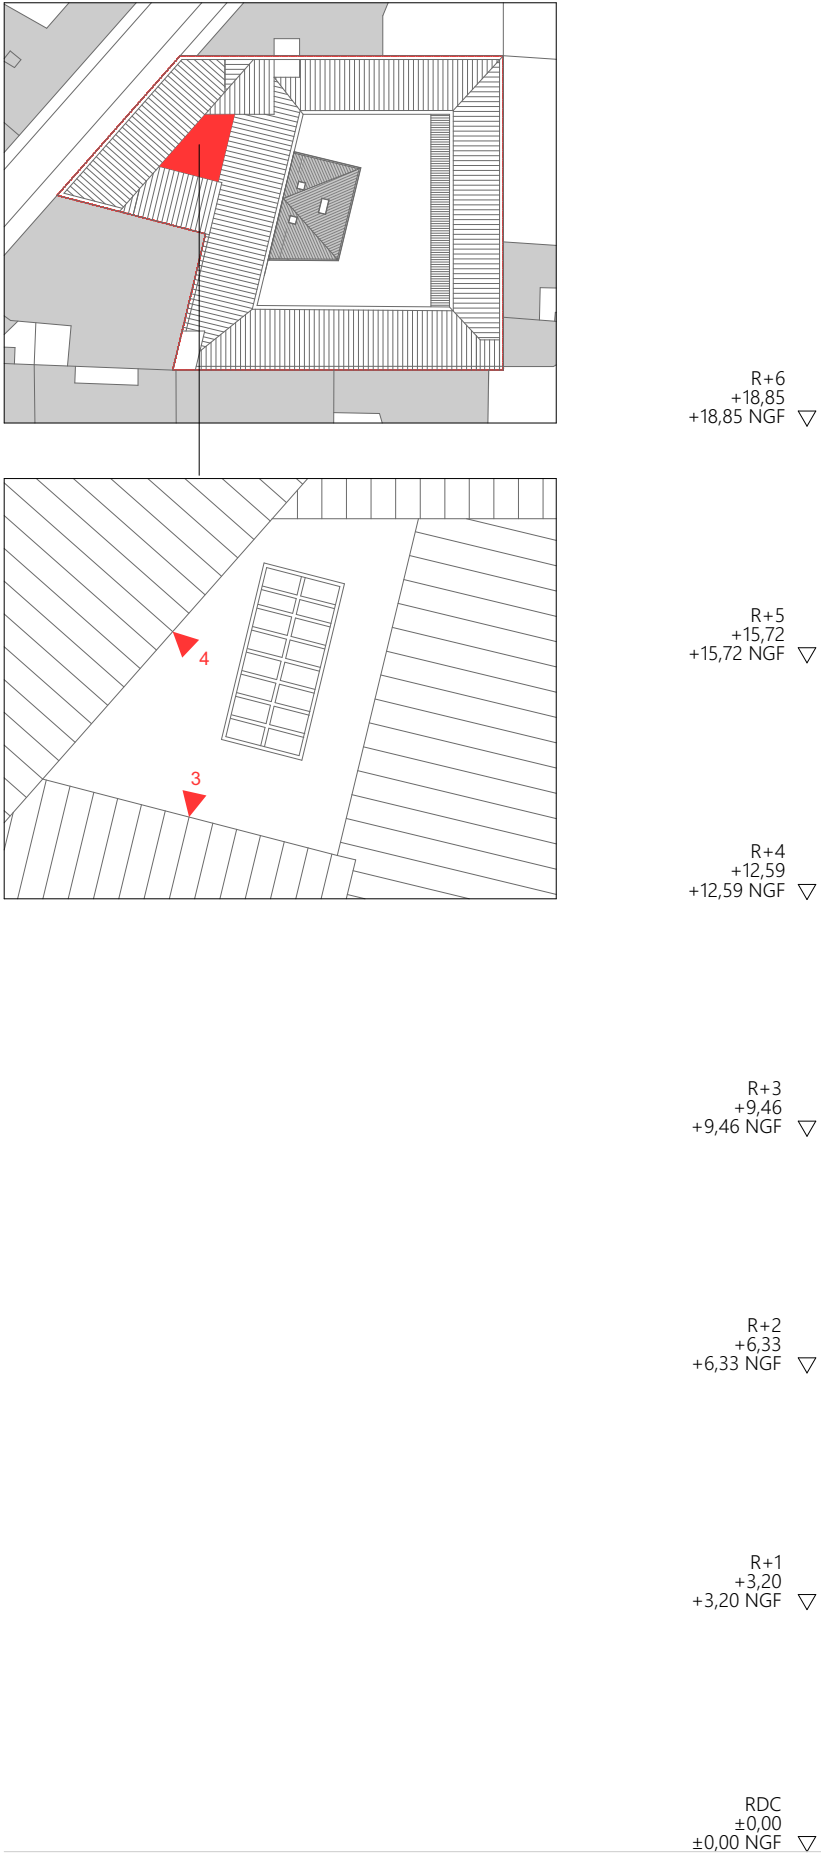 R+6
+18,85
+18,85 NGF
4
R+5
+15,72
+15,72 NGF
3
R+4
+12,59
+12,59 NGF
R+3
+9,46
+9,46 NGF
R+2
+6,33
+6,33 NGF
R+1
+3,20
+3,20 NGF
RDC
±0,00
±0,00 NGF